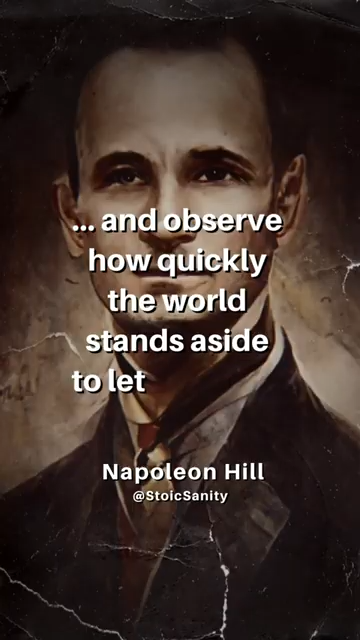 ... and observe
how quickly
the world
stands aside
to let
Napoleon Hill
@StoicSanity